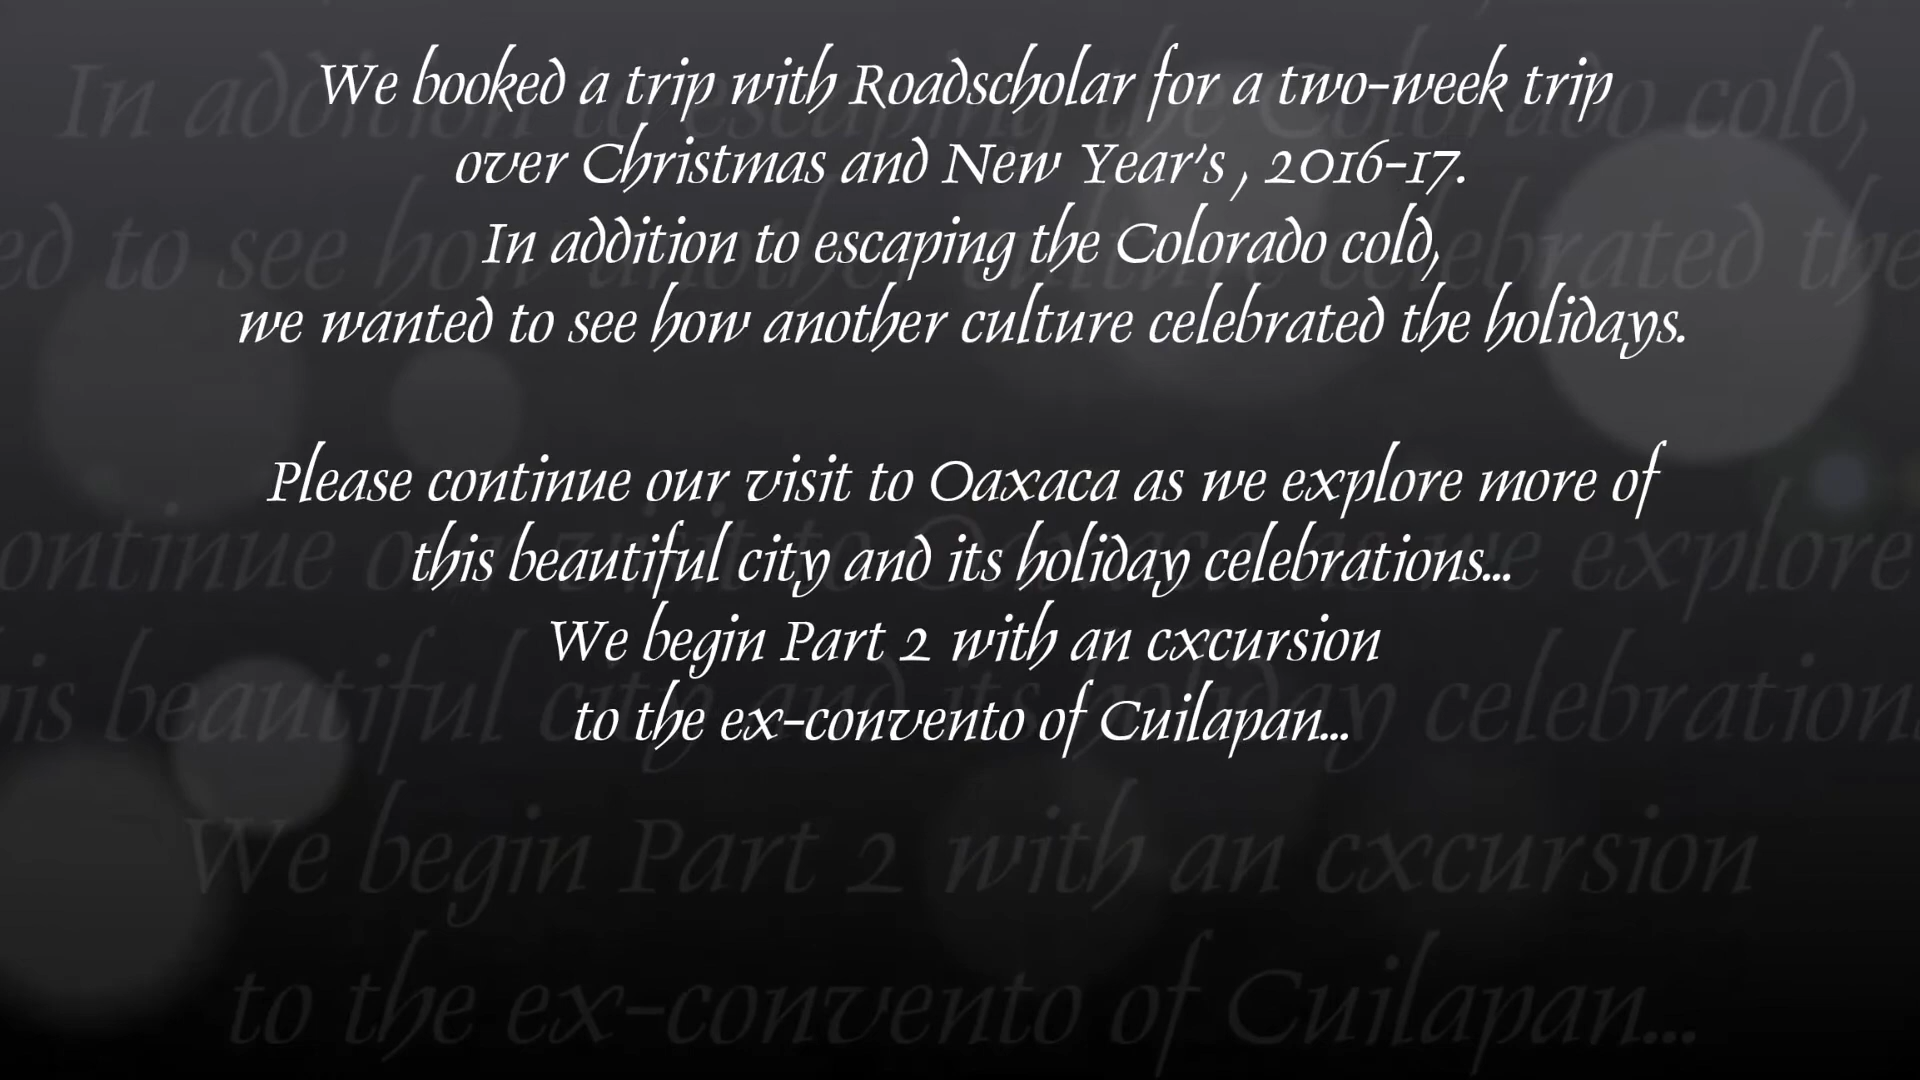 We booked a trip with Roadscholar for a two-week trip
over Christmas and New Year's , 2016-17.
In addition to escaping the Colorado cold,
we wanted to see how another culture celebrated the holidays.
Please continue our visit to Oaxaca as we explore more of
this beautiful city and its holiday celebrations...
We begin Part 2 with an cxcursion
to the ex-convento of Cuilapan...